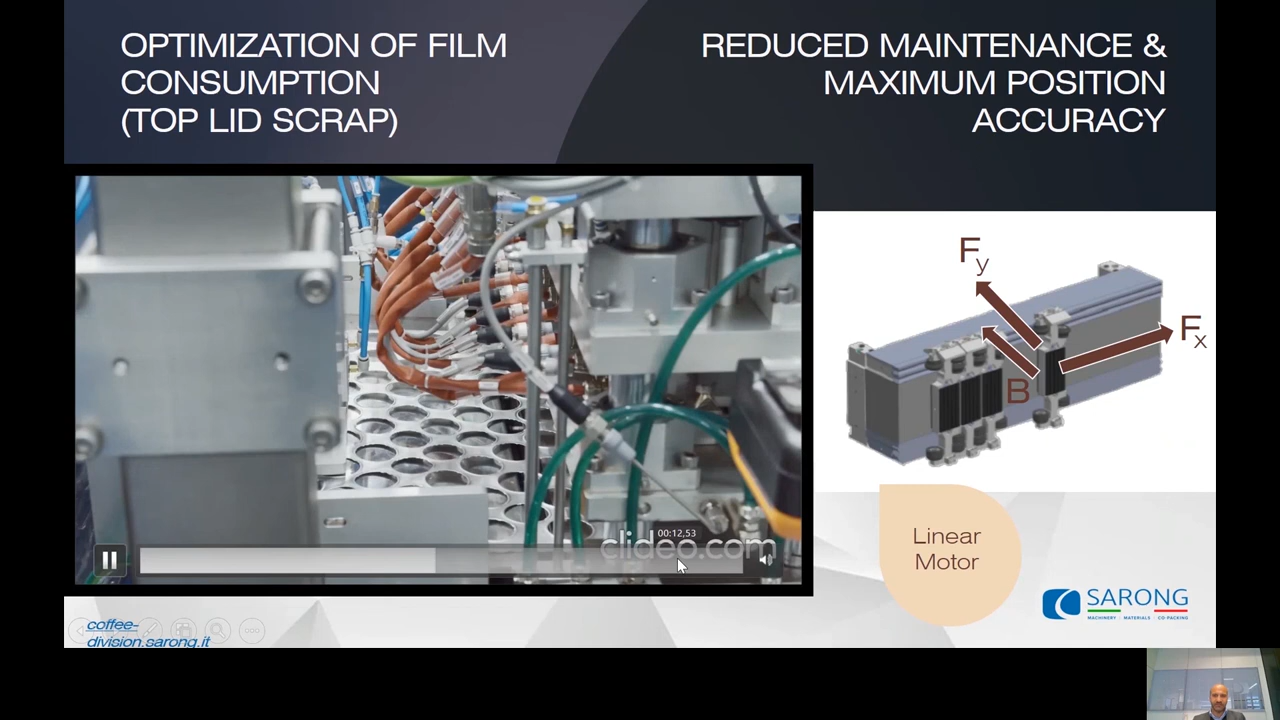 OPTIMIZATION OF FILM
CONSUMPTION
(TOP LID SCRAP)
REDUCED MAINTENANCE &
MAXIMUM POSITION
ACCURACY
Fy
Fx
B
00:12,53
clideo.com
Linear
Motor
SARONG
MACHINERY · MATERIALS · CO-PACKING
coffee-
division.sarong.it